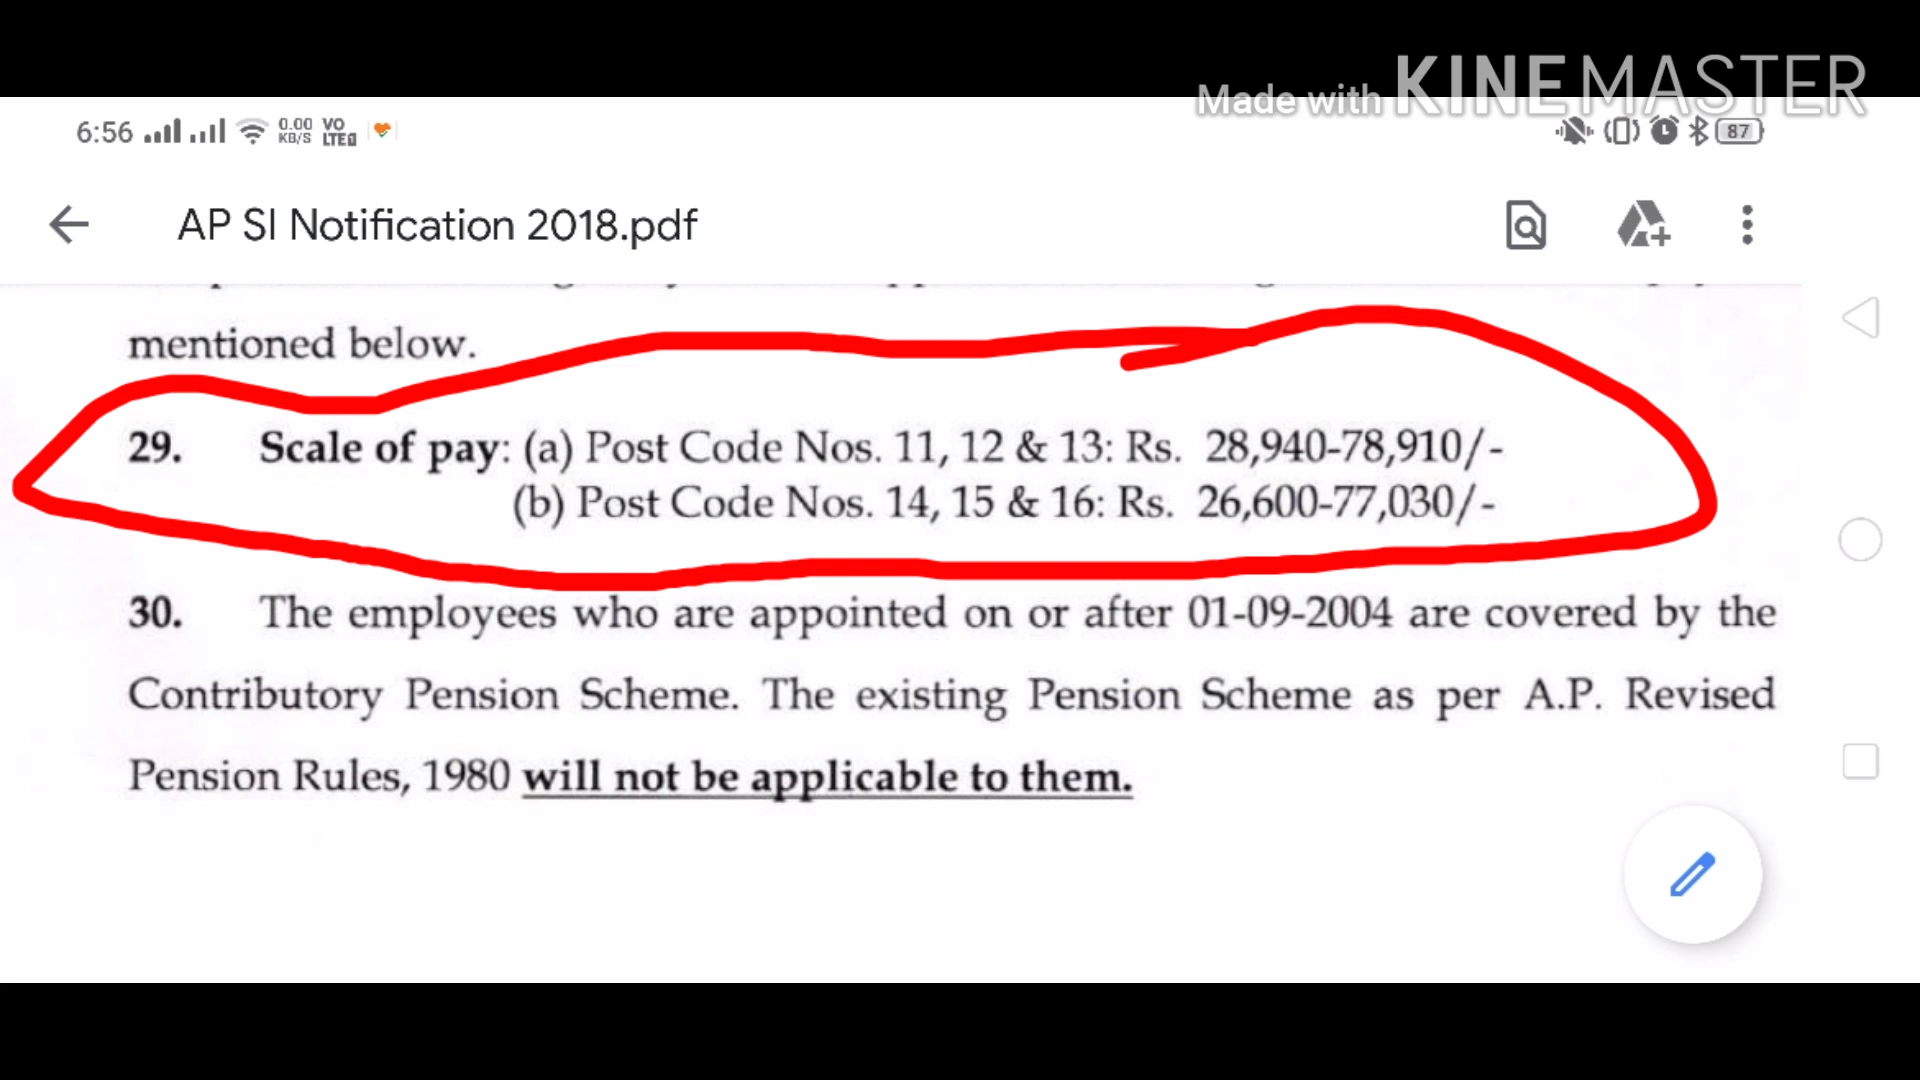 Made with KINEMASTER
6:56 0.00 KB/S VO LTE 87
AP SI Notification 2018.pdf
mentioned below.
29. Scale of pay: (a) Post Code Nos. 11, 12 & 13: Rs. 28,940-78,910/-
(b) Post Code Nos. 14, 15 & 16: Rs. 26,600-77,030/-
30. The employees who are appointed on or after 01-09-2004 are covered by the
Contributory Pension Scheme. The existing Pension Scheme as per A.P. Revised
Pension Rules, 1980 will not be applicable to them.